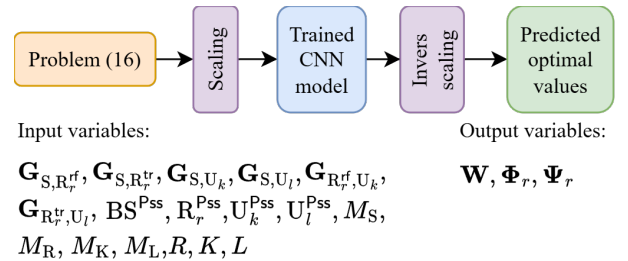 Problem (16)
Scaling
Trained
CNN
model
Invers
scaling
Predicted
optimal
values
Input variables:
𝐆_{S,R_r^{rf}}, 𝐆_{S,R_r^{tr}}, 𝐆_{S,U_k}, 𝐆_{S,U_l}, 𝐆_{R_r^{rf},U_k},
𝐆_{R_r^{tr},U_l}, BS^{Pss}, R_r^{Pss}, U_k^{Pss}, U_l^{Pss}, M_S,
M_R, M_K, M_L, R, K, L
Output variables:
𝐖, 𝚽_r, 𝚿_r